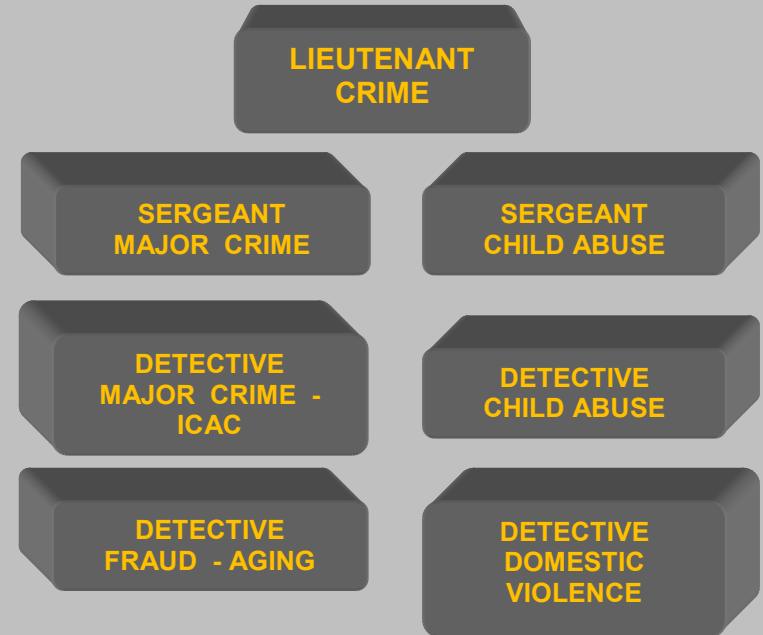 LIEUTENANT
CRIME
SERGEANT
MAJOR CRIME
SERGEANT
CHILD ABUSE
DETECTIVE
MAJOR CRIME -
ICAC
DETECTIVE
CHILD ABUSE
DETECTIVE
FRAUD - AGING
DETECTIVE
DOMESTIC
VIOLENCE